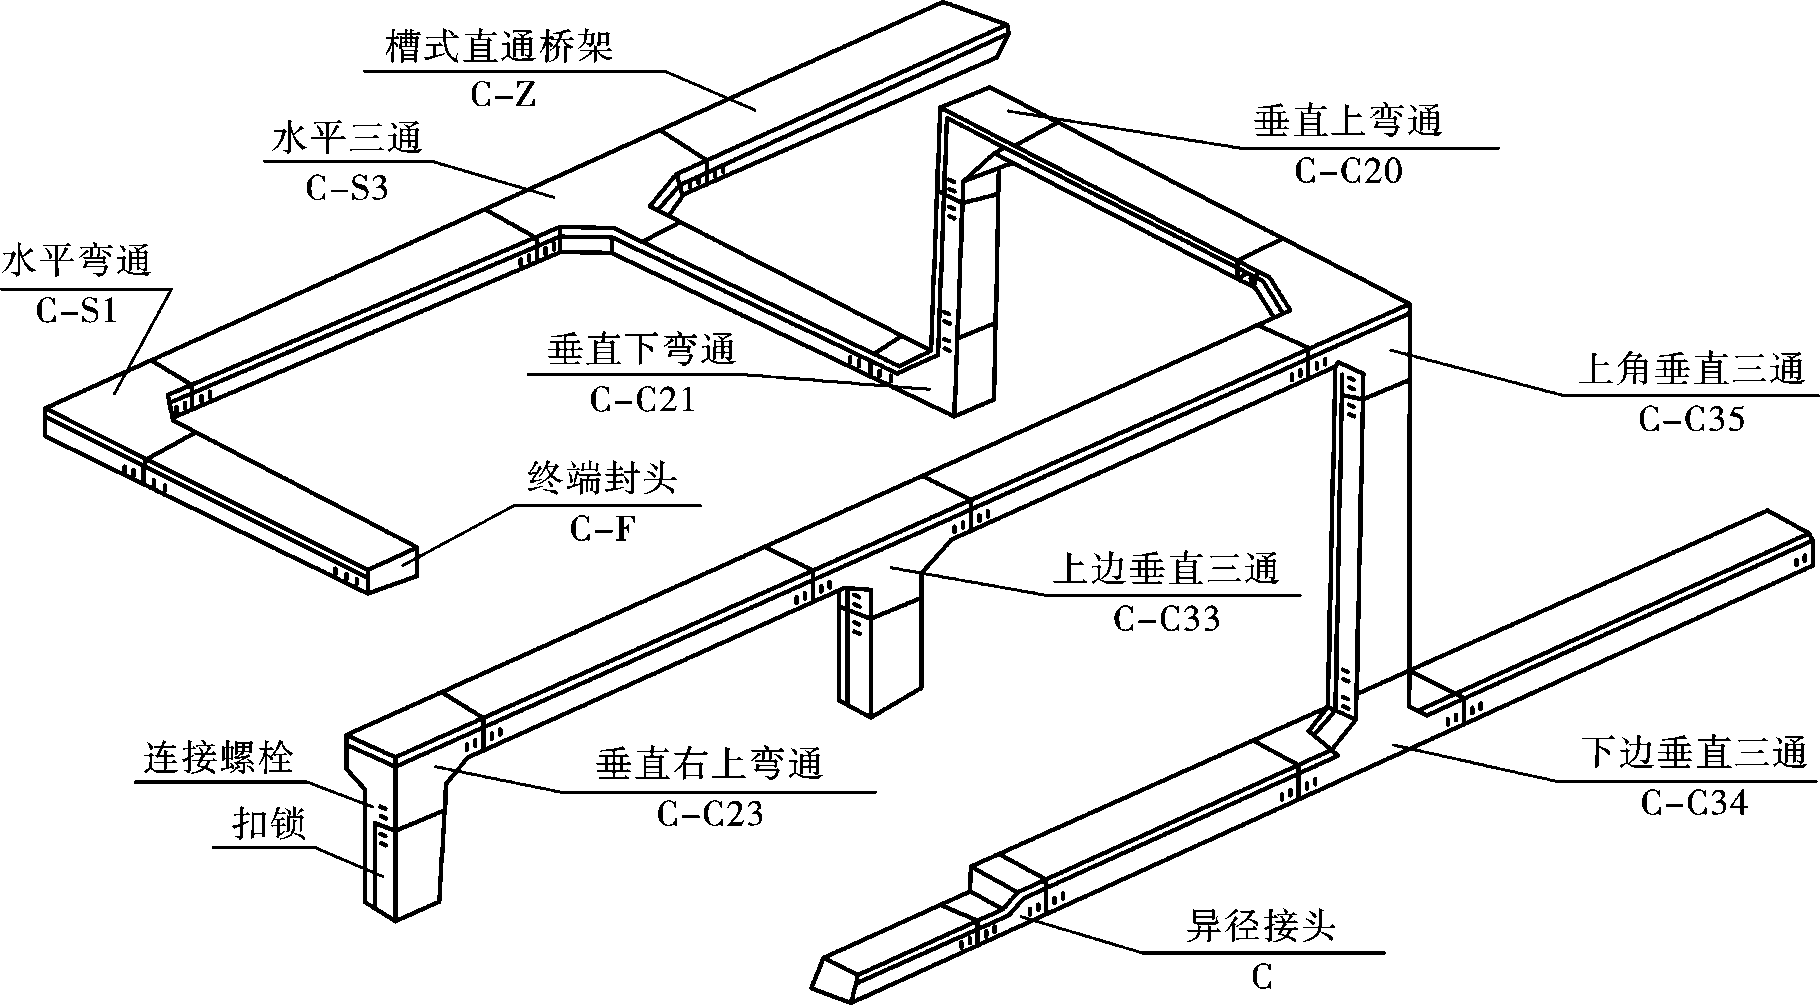 槽式直通桥架
C-Z
水平三通
C-S3
垂直上弯通
C-C20
水平弯通
C-S1
垂直下弯通
C-C21
上角垂直三通
C-C35
终端封头
C-F
上边垂直三通
C-C33
连接螺栓
垂直右上弯通
C-C23
下边垂直三通
C-C34
扣锁
异径接头
C